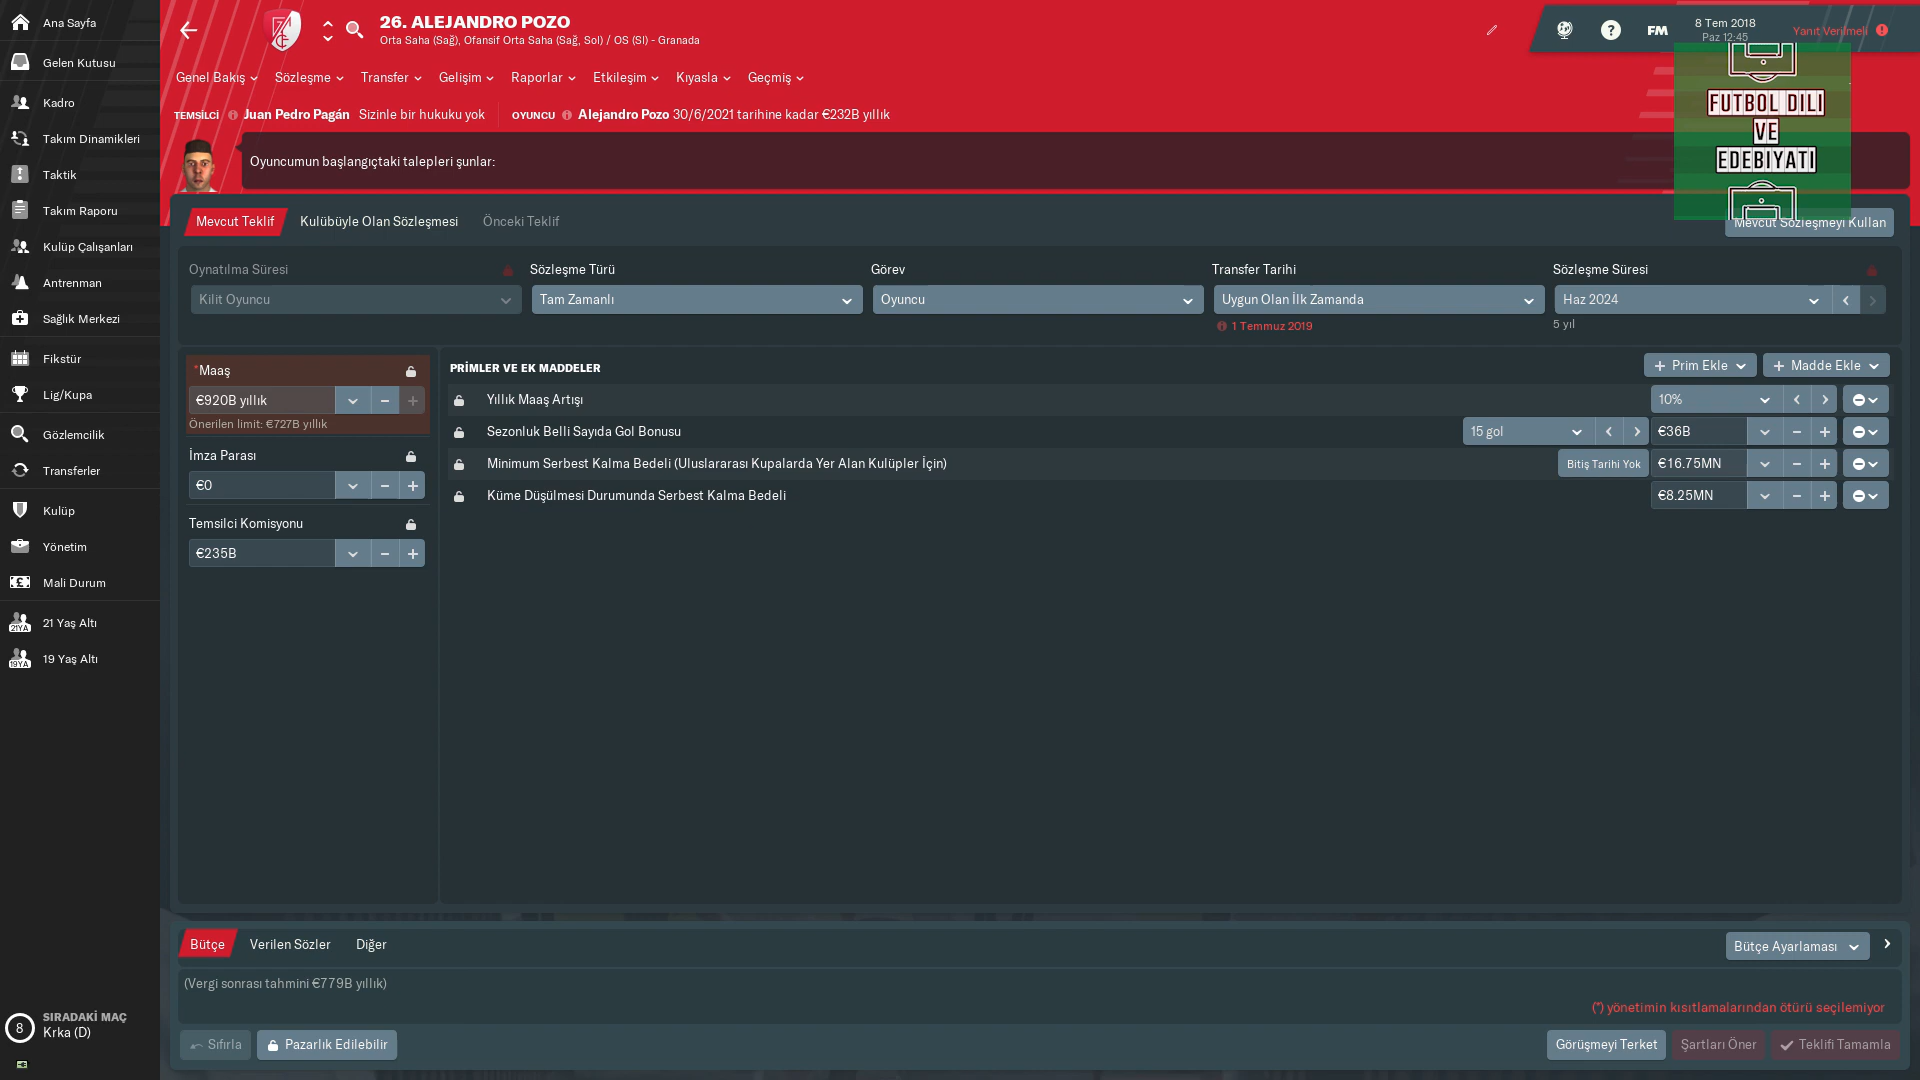 Ana Sayfa
Gelen Kutusu
Kadro
Takım Dinamikleri
Taktik
Takım Raporu
Kulüp Çalışanları
Antrenman
Sağlık Merkezi
Fikstür
Lig/Kupa
Gözlemcilik
Transferler
Kulüp
Yönetim
Mali Durum
21YA
21 Yaş Altı
19YA
19 Yaş Altı
8
SIRADAKİ MAÇ
Krka (D)
26. ALEJANDRO POZO
Orta Saha (Sağ), Ofansif Orta Saha (Sağ, Sol) / OS (Sl) - Granada
FM
8 Tem 2018
Paz 12:45
Yanıt Verilmeli
Genel Bakış
Sözleşme
Transfer
Gelişim
Raporlar
Etkileşim
Kıyasla
Geçmiş
TEMSİLCİ Juan Pedro Pagán Sizinle bir hukuku yok
OYUNCU Alejandro Pozo 30/6/2021 tarihine kadar €232B yıllık
FUTBOL DILI
VE
EDEBIYATI
Oyuncumun başlangıçtaki talepleri şunlar:
Mevcut Teklif
Kulübüyle Olan Sözleşmesi
Önceki Teklif
Mevcut Sözleşmeyi Kullan
Oynatılma Süresi
Kilit Oyuncu
Sözleşme Türü
Tam Zamanlı
Görev
Oyuncu
Transfer Tarihi
Uygun Olan İlk Zamanda
1 Temmuz 2019
Sözleşme Süresi
Haz 2024
5 yıl
*Maaş
€920B yıllık
Önerilen limit: €727B yıllık
İmza Parası
€0
Temsilci Komisyonu
€235B
PRİMLER VE EK MADDELER
+ Prim Ekle
+ Madde Ekle
Yıllık Maaş Artışı
10%
Sezonluk Belli Sayıda Gol Bonusu
15 gol
€36B
Minimum Serbest Kalma Bedeli (Uluslararası Kupalarda Yer Alan Kulüpler İçin)
Bitiş Tarihi Yok
€16.75MN
Küme Düşülmesi Durumunda Serbest Kalma Bedeli
€8.25MN
Bütçe
Verilen Sözler
Diğer
Bütçe Ayarlaması
(Vergi sonrası tahmini €779B yıllık)
(*) yönetimin kısıtlamalarından ötürü seçilemiyor
Sıfırla
Pazarlık Edilebilir
Görüşmeyi Terket
Şartları Öner
Teklifi Tamamla